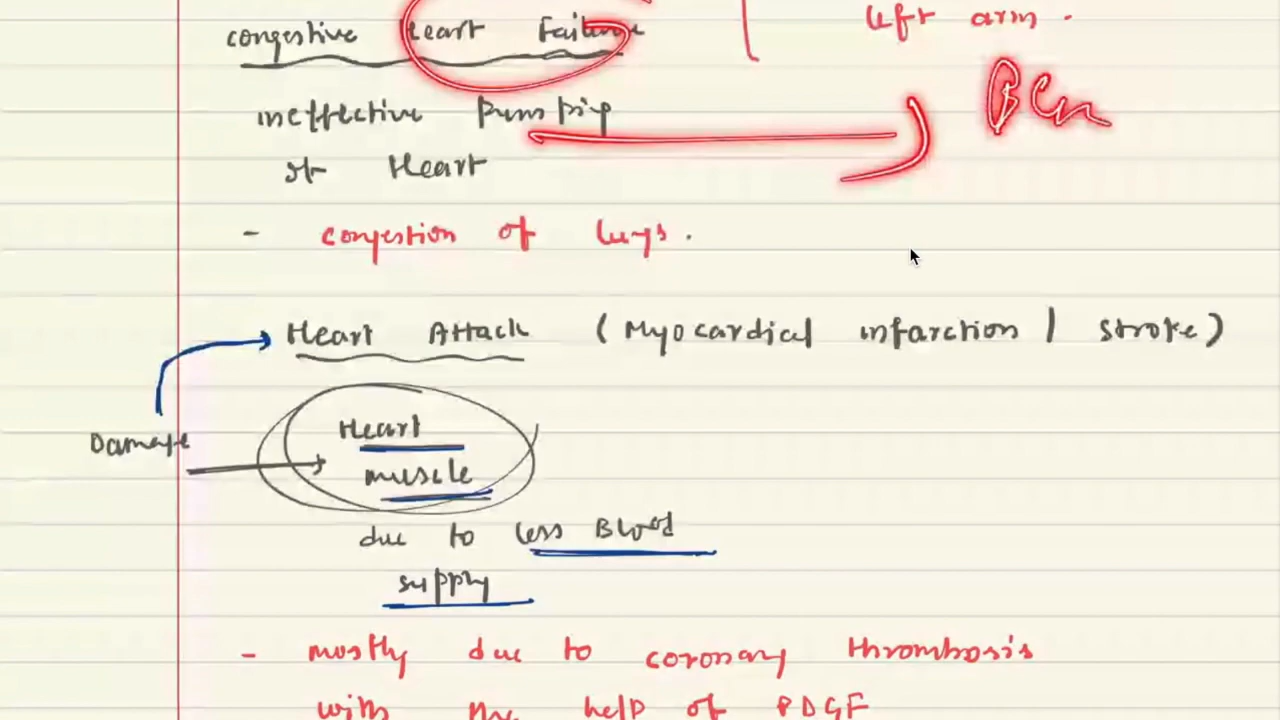 left arm.
congestive Heart Failure
ineffective Pumping
of Heart
- congestion of lungs.
Heart Attack (Myocardial infarction | stroke)
Damage
Heart
muscle
due to less Blood
supply
- mostly due to coronary thrombosis
with the help of PDGF